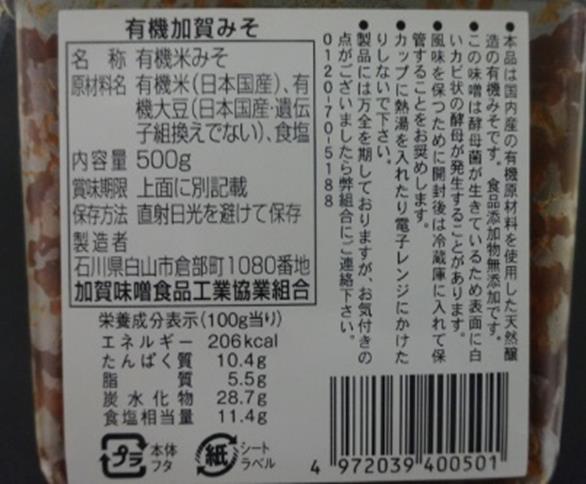 有機加賀みそ
名称 有機米みそ
原材料名 有機米(日本国産)、有
機大豆(日本国産・遺伝
子組換えでない)、食塩
内容量 500g
賞味期限 上面に別記載
保存方法 直射日光を避けて保存
製造者
石川県白山市倉部町1080番地
加賀味噌食品工業協業組合
栄養成分表示(100g当り)
エネルギー 206kcal
たんぱく質 10.4g
脂質 5.5g
炭水化物 28.7g
食塩相当量 11.4g
プラ 本体
フタ
紙 シート
ラベル
●本品は国内産の有機原材料を使用した天然醸
造の有機みそです。食品添加物無添加です。
●この味噌は酵母菌が生きているため表面に白
いカビ状の酵母が発生することがあります。
●風味を保つために開封後は冷蔵庫に入れて保
管することをお奨めします。
●カップに熱湯を入れたり電子レンジにかけた
りしないで下さい。
●製品には万全を期しておりますが、お気付きの
点がございましたら弊組合にご連絡下さい。
0120-70-5188
4 972039 400501